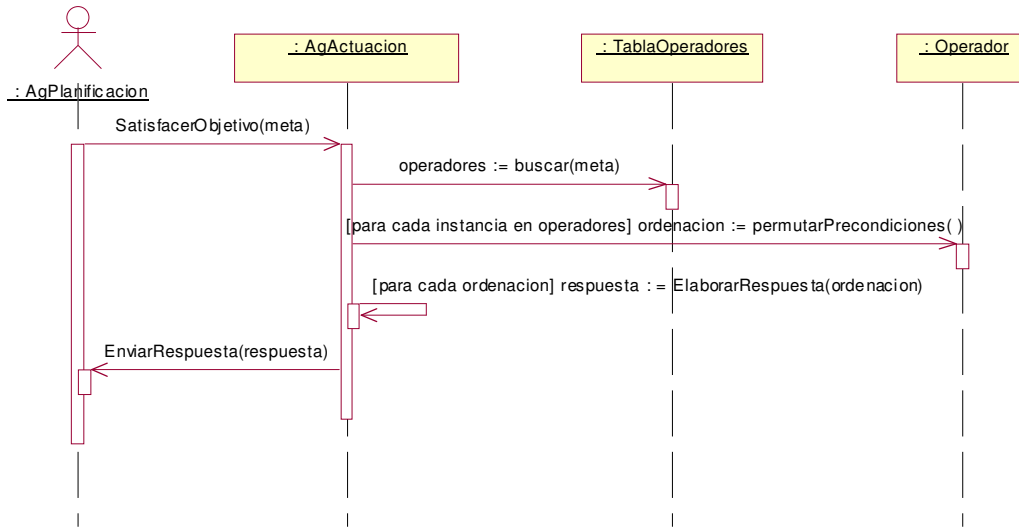 : AgActuacion
: TablaOperadores
: Operador
: AgPlanificacion
SatisfacerObjetivo(meta)
operadores := buscar(meta)
[para cada instancia en operadores] ordenacion := permutarPrecondiciones( )
[para cada ordenacion] respuesta : = ElaborarRespuesta(ordenacion)
EnviarRespuesta(respuesta)